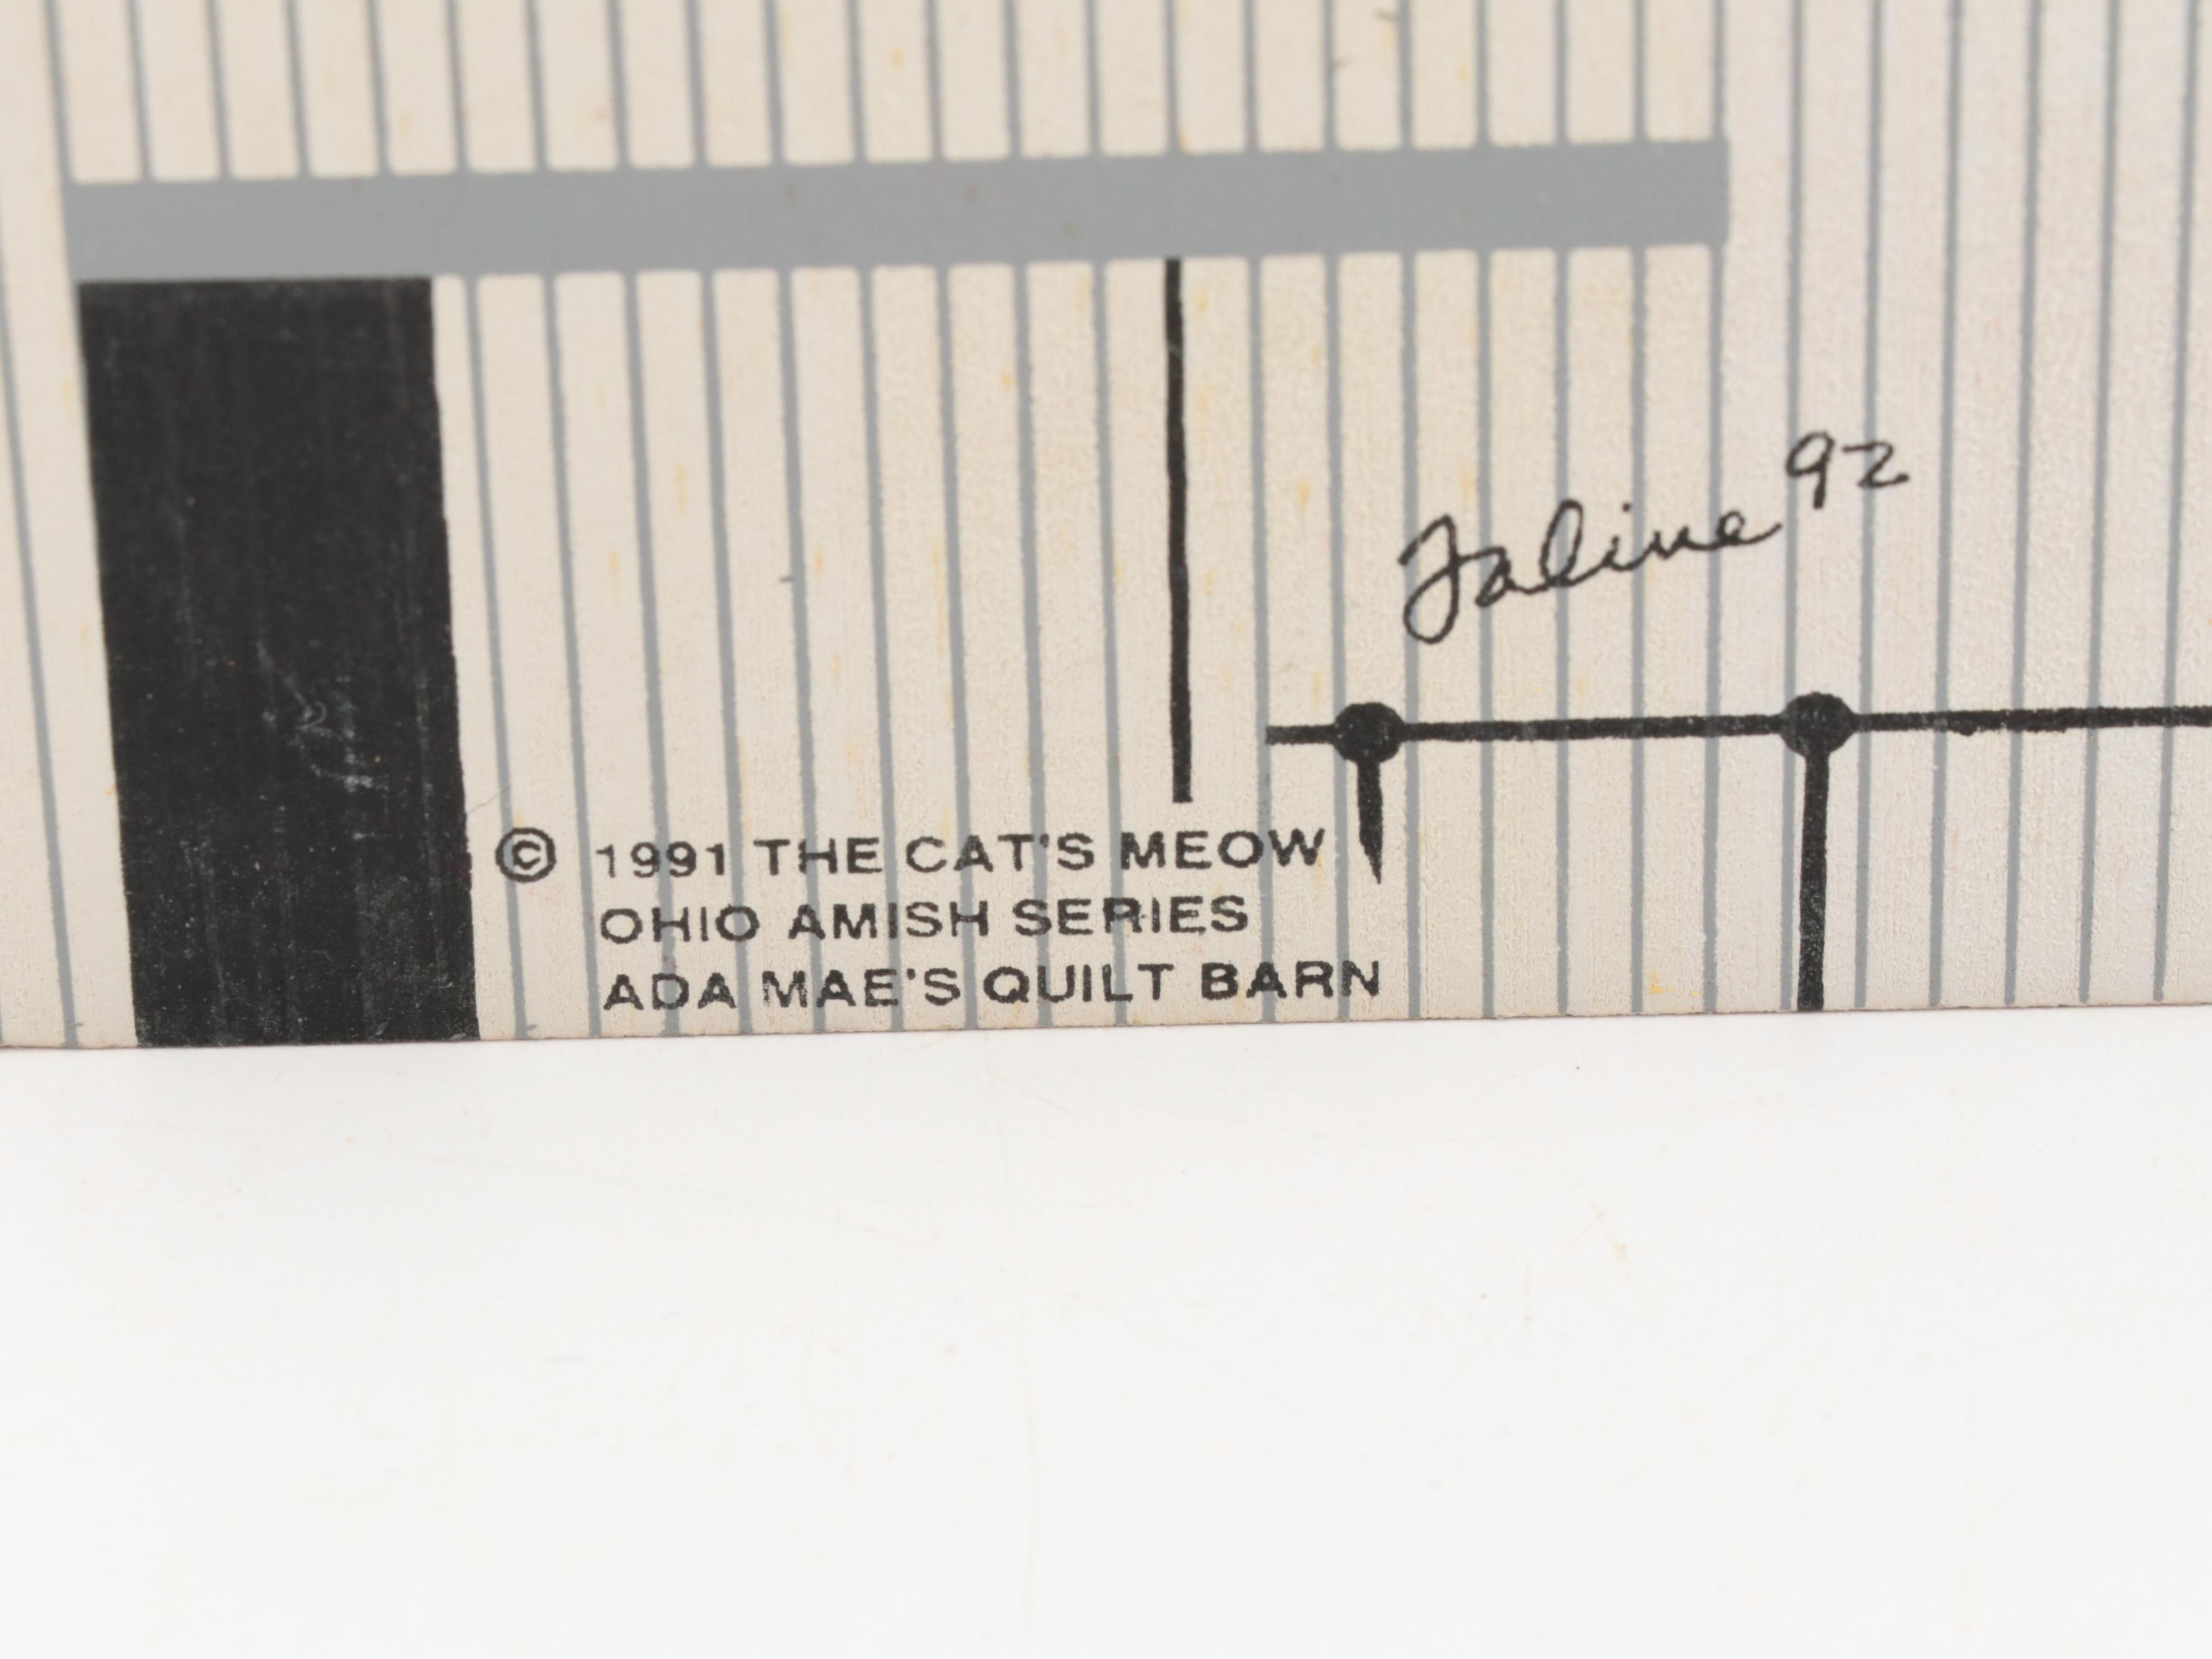 Faline 92
© 1991 THE CAT'S MEOW
OHIO AMISH SERIES
ADA MAE'S QUILT BARN